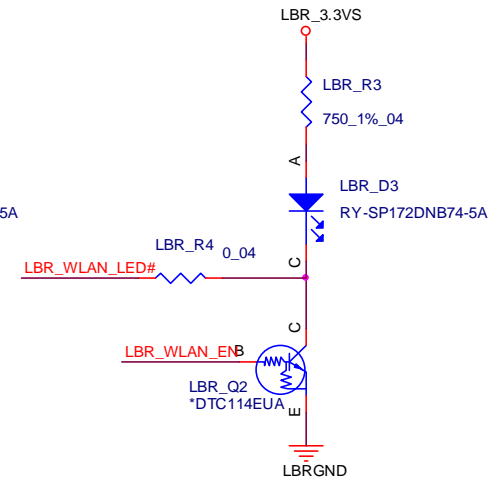 LBR_3.3VS
LBR_R3
750_1%_04
A
LBR_D3
RY-SP172DNB74-5A
5A
LBR_R4
0_04
C
LBR_WLAN_LED#
C
LBR_WLAN_EN
B
LBR_Q2
*DTC114EUA
E
LBRGND